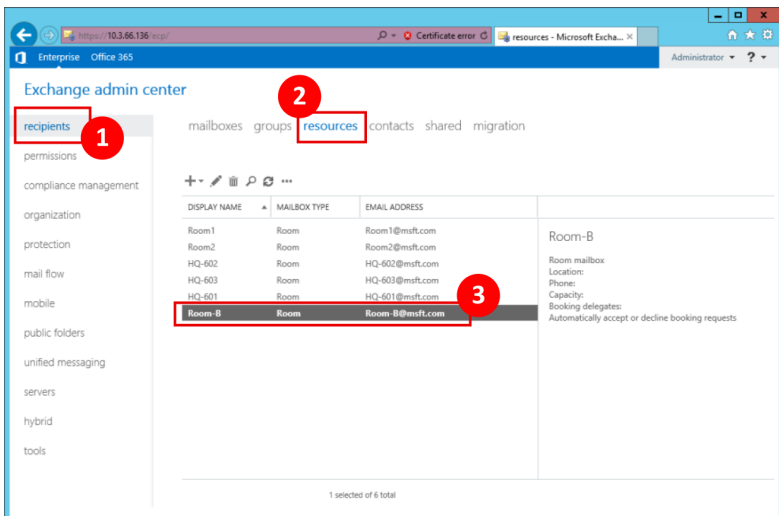 https://10.3.66.136/ecp/
Certificate error
resources - Microsoft Excha...
Enterprise Office 365
Administrator ?
Exchange admin center
2
recipients
1
mailboxes groups resources contacts shared migration
permissions
compliance management
organization
protection
mail flow
mobile
public folders
unified messaging
servers
hybrid
tools
DISPLAY NAME MAILBOX TYPE EMAIL ADDRESS
Room1 Room Room1@msft.com
Room2 Room Room2@msft.com
HQ-602 Room HQ-602@msft.com
HQ-603 Room HQ-603@msft.com
HQ-601 Room HQ-601@msft.com
3
Room-B Room Room-B@msft.com
Room-B
Room mailbox
Location:
Phone:
Capacity:
Booking delegates:
Automatically accept or decline booking requests
1 selected of 6 total